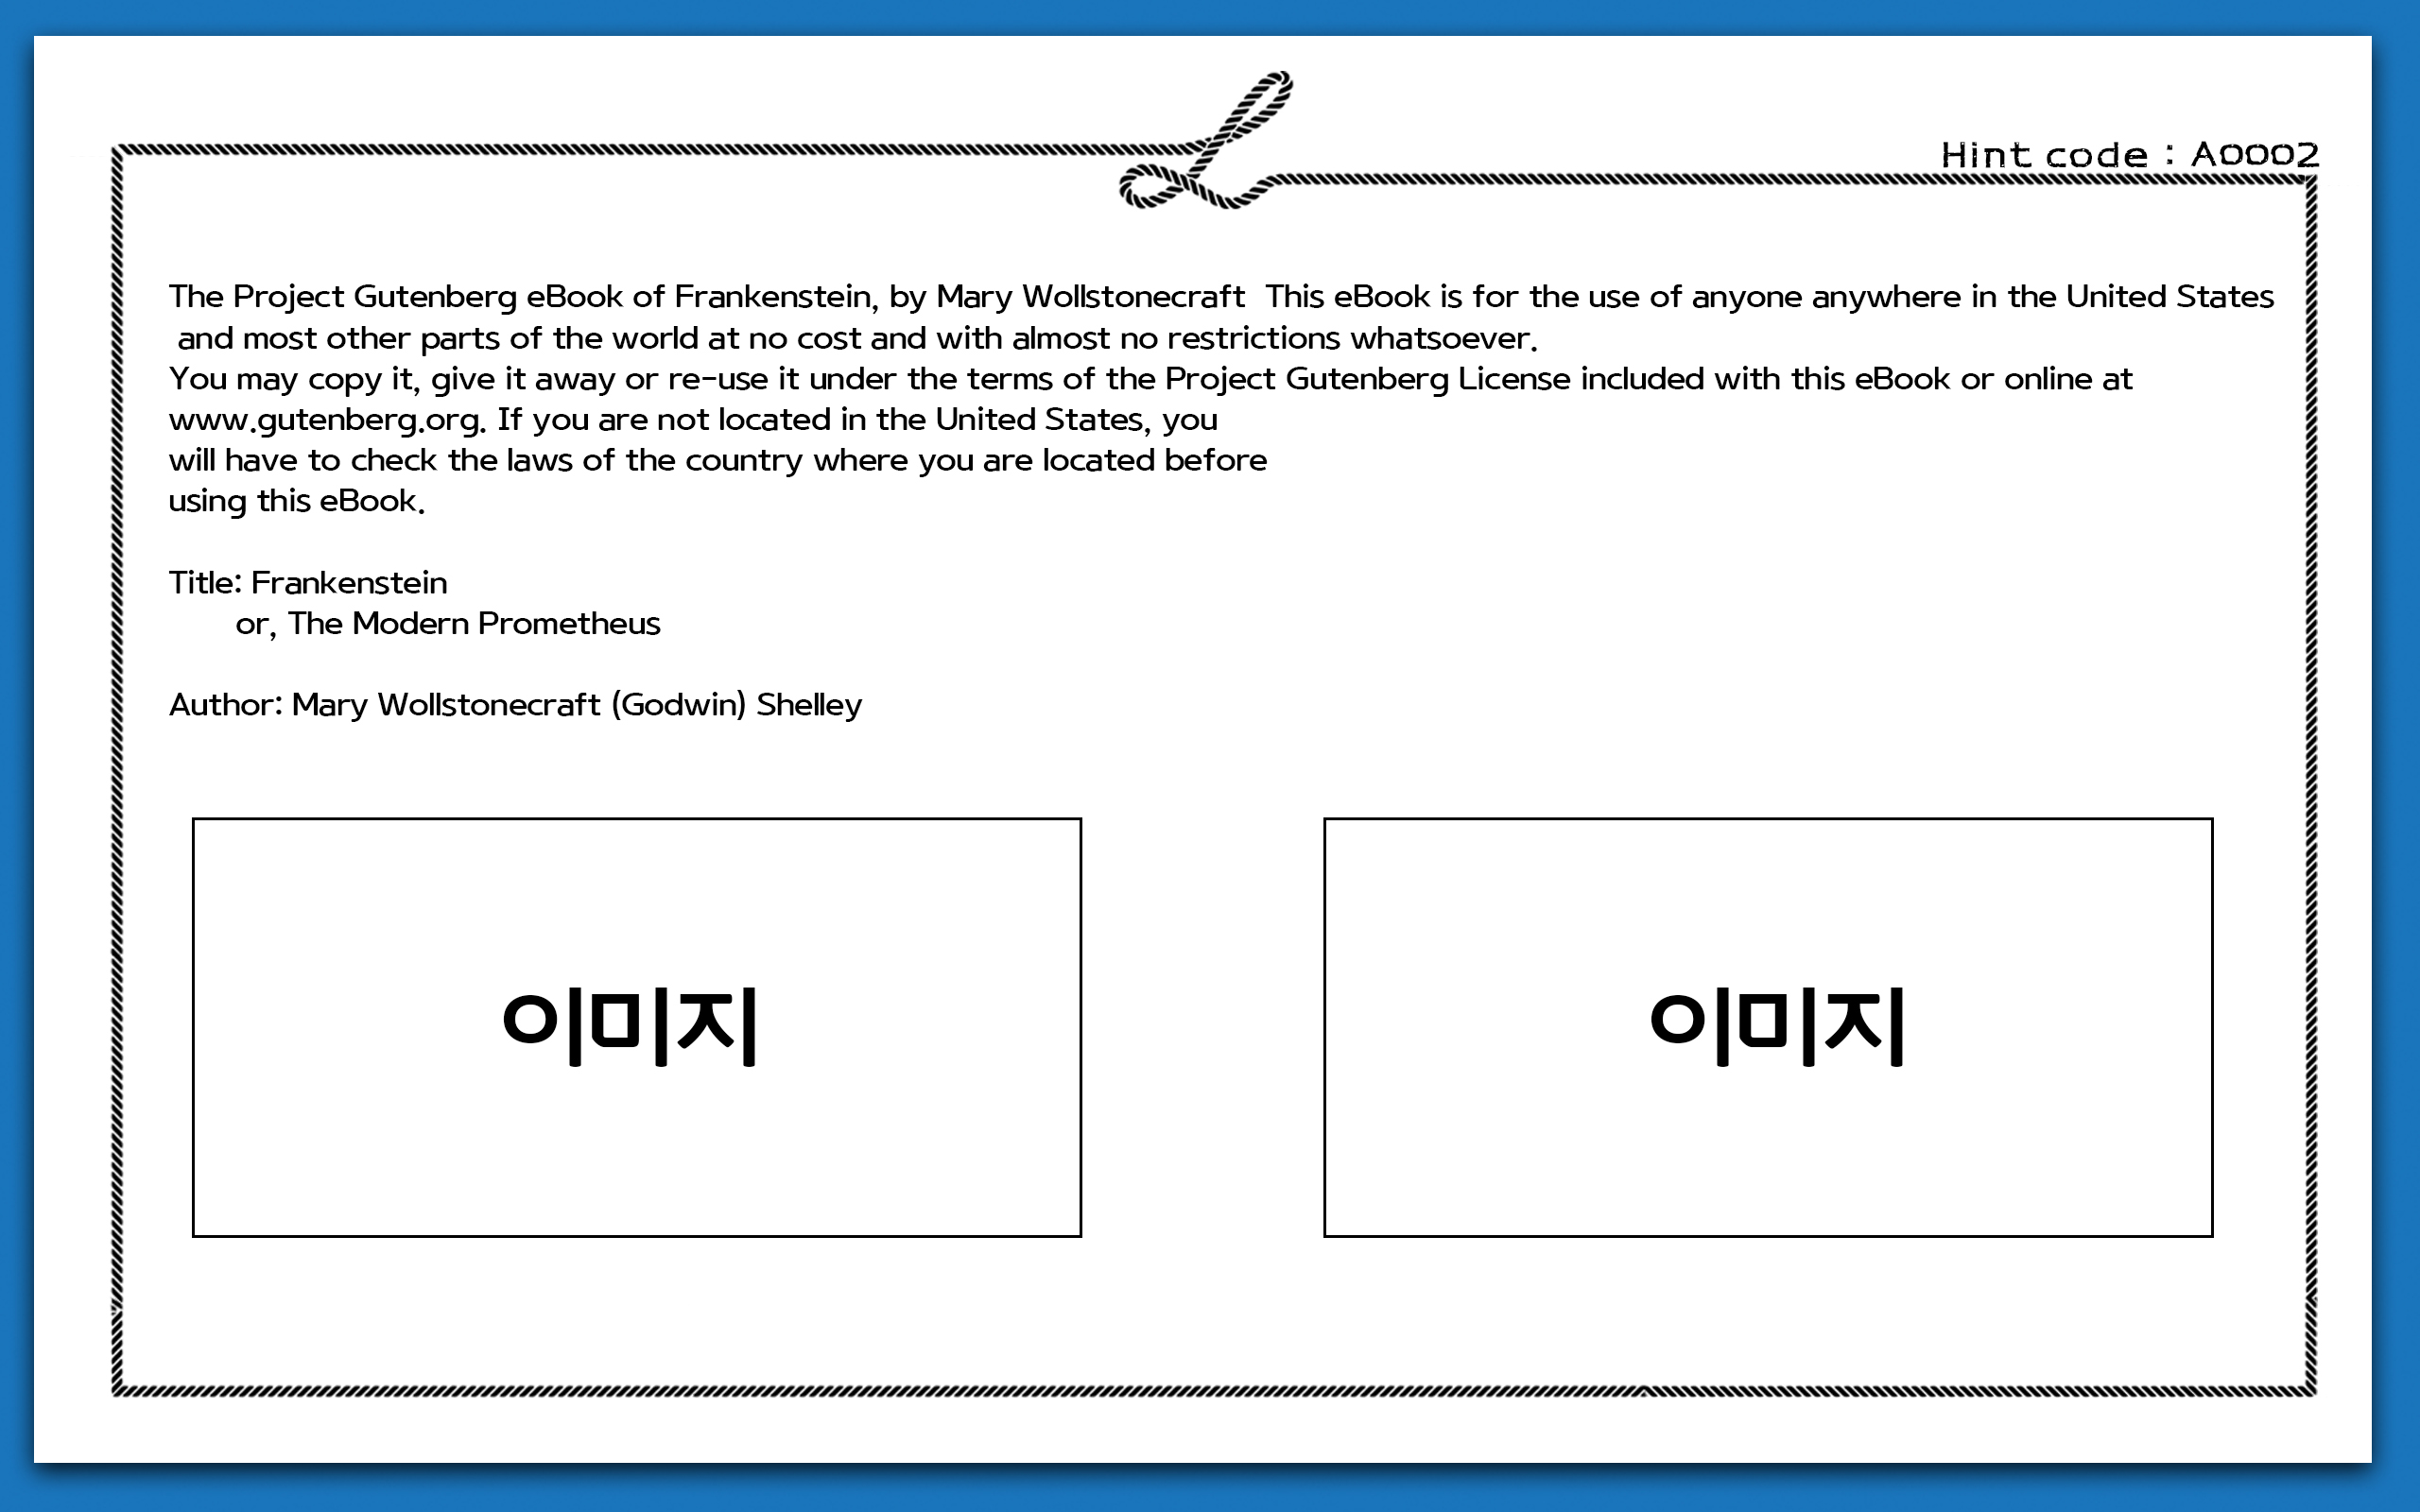 Hint code : A0002
The Project Gutenberg eBook of Frankenstein, by Mary Wollstonecraft  This eBook is for the use of anyone anywhere in the United States
and most other parts of the world at no cost and with almost no restrictions whatsoever.
You may copy it, give it away or re-use it under the terms of the Project Gutenberg License included with this eBook or online at
www.gutenberg.org. If you are not located in the United States, you
will have to check the laws of the country where you are located before
using this eBook.
Title: Frankenstein
or, The Modern Prometheus
Author: Mary Wollstonecraft (Godwin) Shelley
이미지
이미지